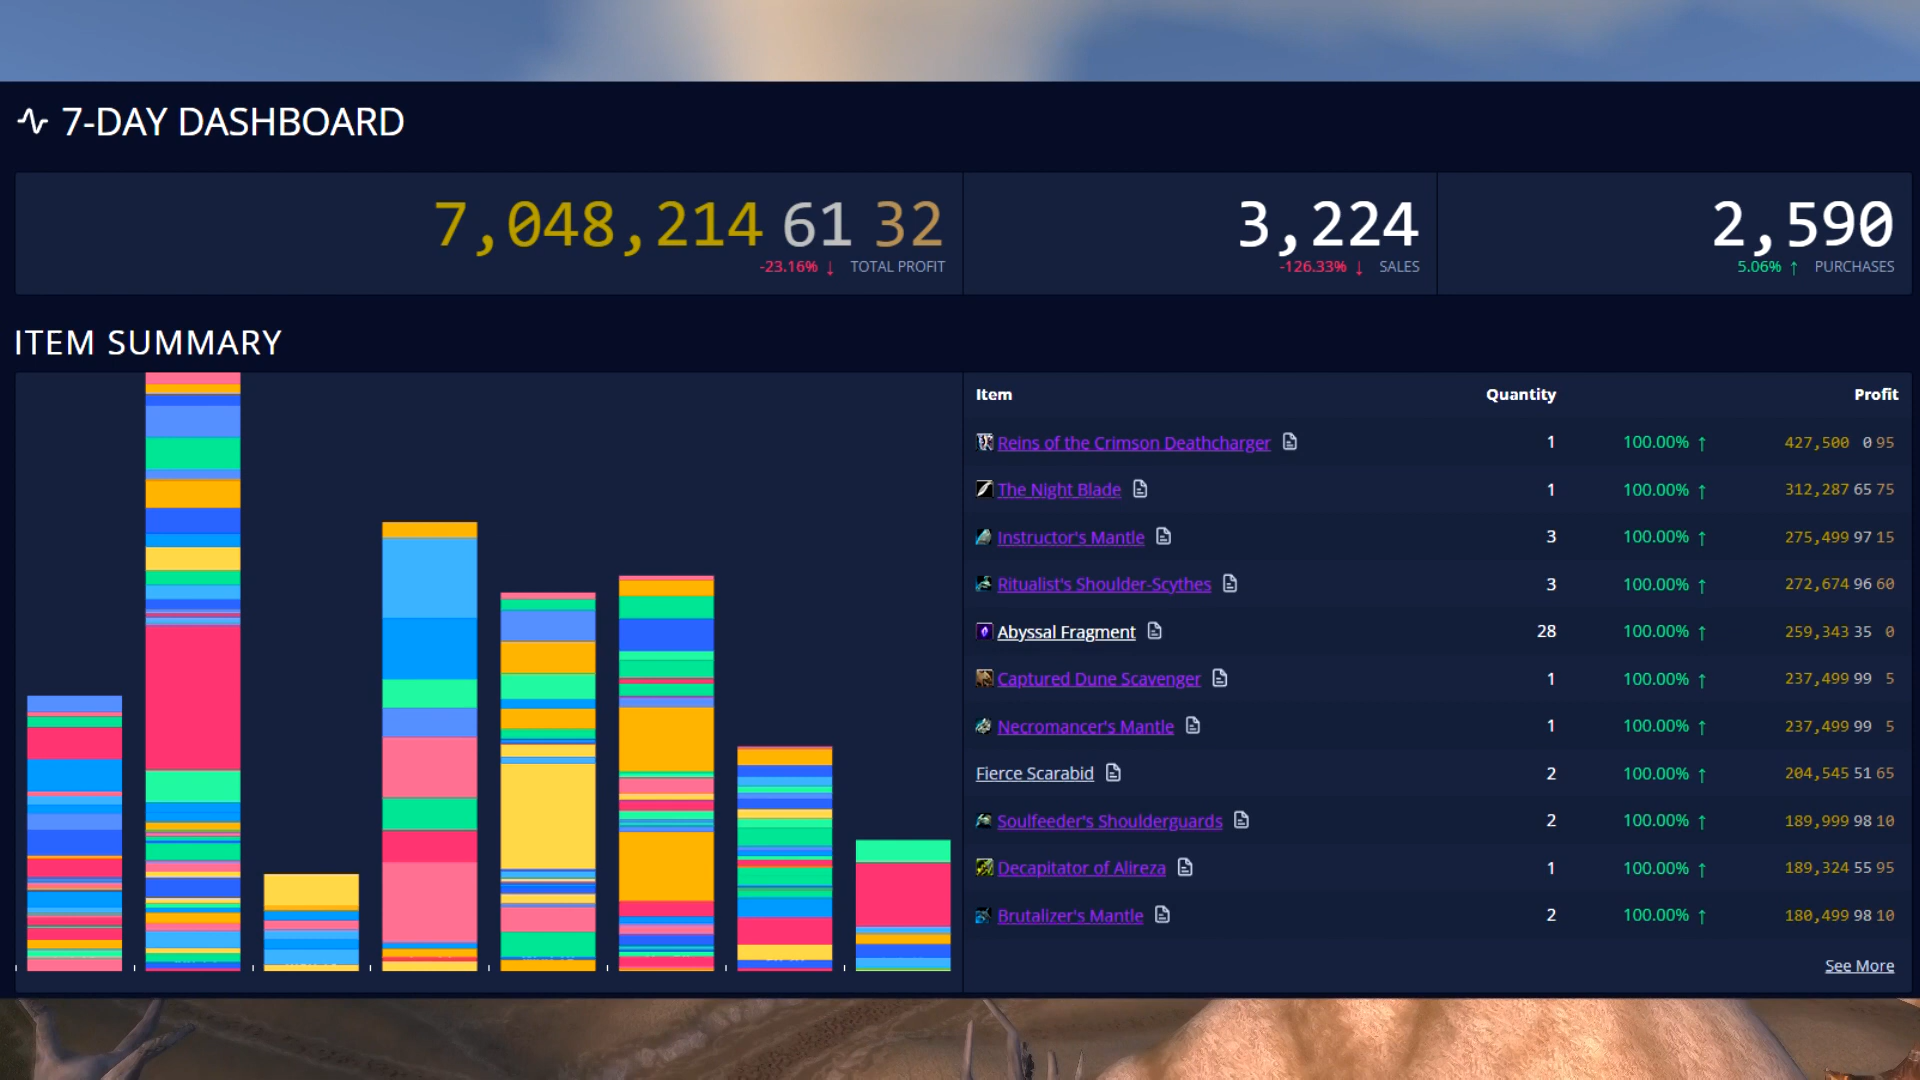 7-DAY DASHBOARD
7,048,214 61 32
-23.16% ↓ TOTAL PROFIT
3,224
-126.33% ↓ SALES
2,590
5.06% ↑ PURCHASES
ITEM SUMMARY
Item Quantity Profit
Reins of the Crimson Deathcharger 1 100.00% ↑ 427,500 0 95
The Night Blade 1 100.00% ↑ 312,287 65 75
Instructor's Mantle 3 100.00% ↑ 275,499 97 15
Ritualist's Shoulder-Scythes 3 100.00% ↑ 272,674 96 60
Abyssal Fragment 28 100.00% ↑ 259,343 35 0
Captured Dune Scavenger 1 100.00% ↑ 237,499 99 5
Necromancer's Mantle 1 100.00% ↑ 237,499 99 5
Fierce Scarabid 2 100.00% ↑ 204,545 51 65
Soulfeeder's Shoulderguards 2 100.00% ↑ 189,999 98 10
Decapitator of Alireza 1 100.00% ↑ 189,324 55 95
Brutalizer's Mantle 2 100.00% ↑ 180,499 98 10
See More